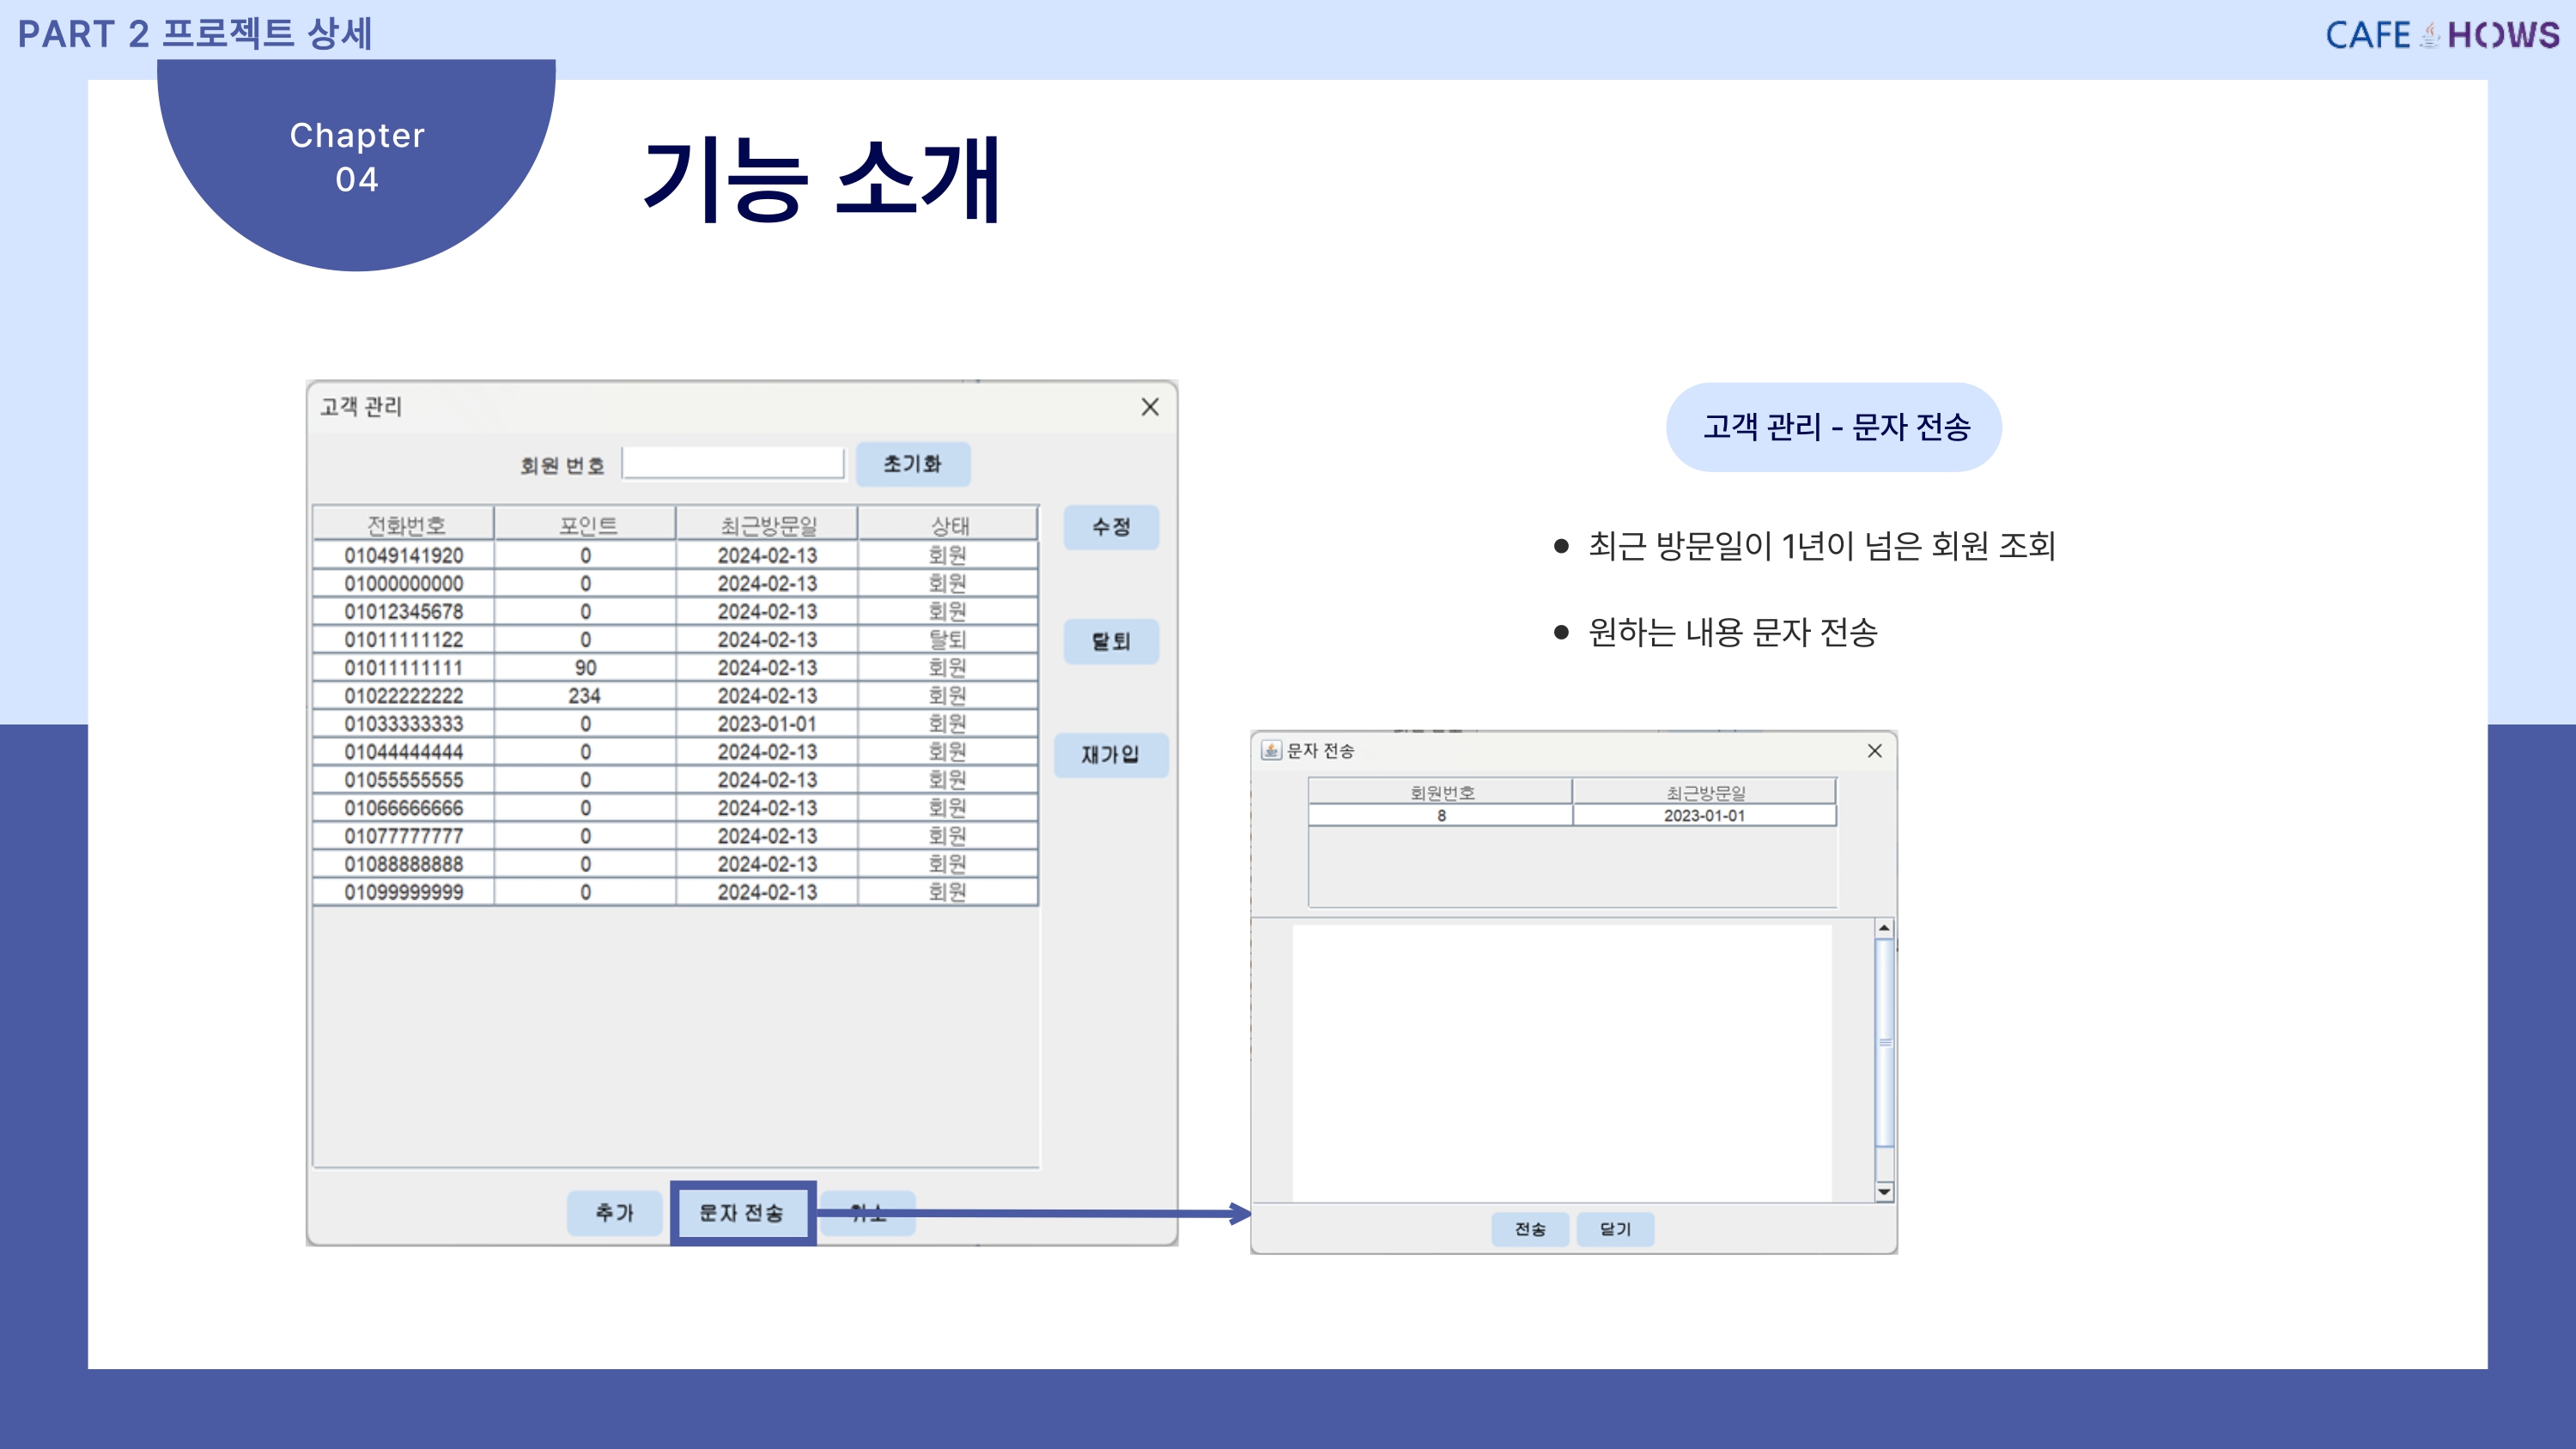 PART 2 프로젝트 상세
CAFE HOWS
Chapter
04
기능 소개
고객 관리
회원 번호
초기화
전화번호 포인트 최근방문일 상태
01049141920 0 2024-02-13 회원
01000000000 0 2024-02-13 회원
01012345678 0 2024-02-13 회원
01011111122 0 2024-02-13 탈퇴
01011111111 90 2024-02-13 회원
01022222222 234 2024-02-13 회원
01033333333 0 2023-01-01 회원
01044444444 0 2024-02-13 회원
01055555555 0 2024-02-13 회원
01066666666 0 2024-02-13 회원
01077777777 0 2024-02-13 회원
01088888888 0 2024-02-13 회원
01099999999 0 2024-02-13 회원
수정
탈퇴
재가입
추가 문자 전송 취소
고객 관리 - 문자 전송
● 최근 방문일이 1년이 넘은 회원 조회
● 원하는 내용 문자 전송
문자 전송
회원번호 최근방문일
8 2023-01-01
전송 닫기